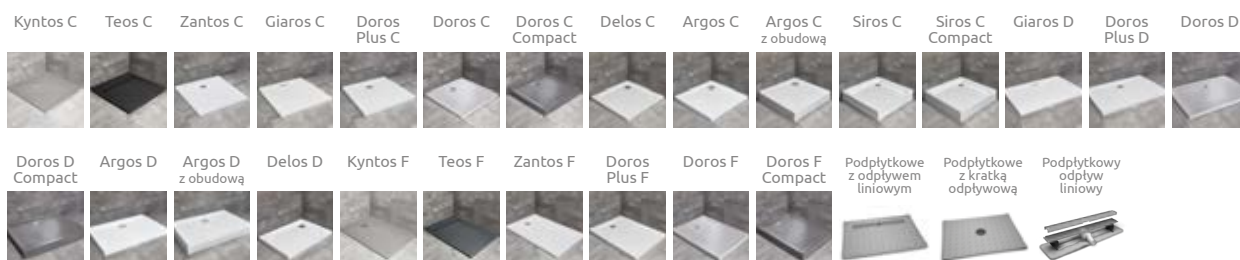 Kyntos C
Teos C
Zantos C
Giaros C
Doros
Plus C
Doros C
Doros C
Compact
Delos C
Argos C
Argos C
z obudową
Siros C
Siros C
Compact
Giaros D
Doros
Plus D
Doros D
Doros D
Compact
Argos D
Argos D
z obudową
Delos D
Kyntos F
Teos F
Zantos F
Doros
Plus F
Doros F
Doros F
Compact
Podpłytkowe
z odpływem
liniowym
Podpłytkowe
z kratką
odpływową
Podpłytkowy
odpływ
liniowy